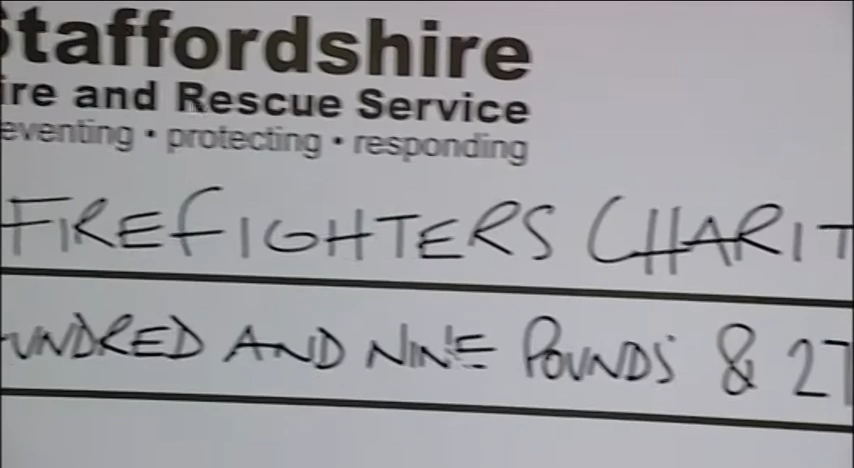 Staffordshire
ire and Rescue Service
eventing • protecting • responding
FIREFIGHTERS CHARIT
UNDRED AND NINE POUNDS & 27